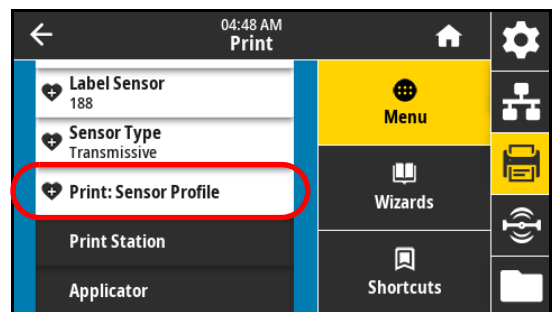 04:48 AM
Print
Label Sensor
188
Sensor Type
Transmissive
Print: Sensor Profile
Print Station
Applicator
Menu
Wizards
Shortcuts